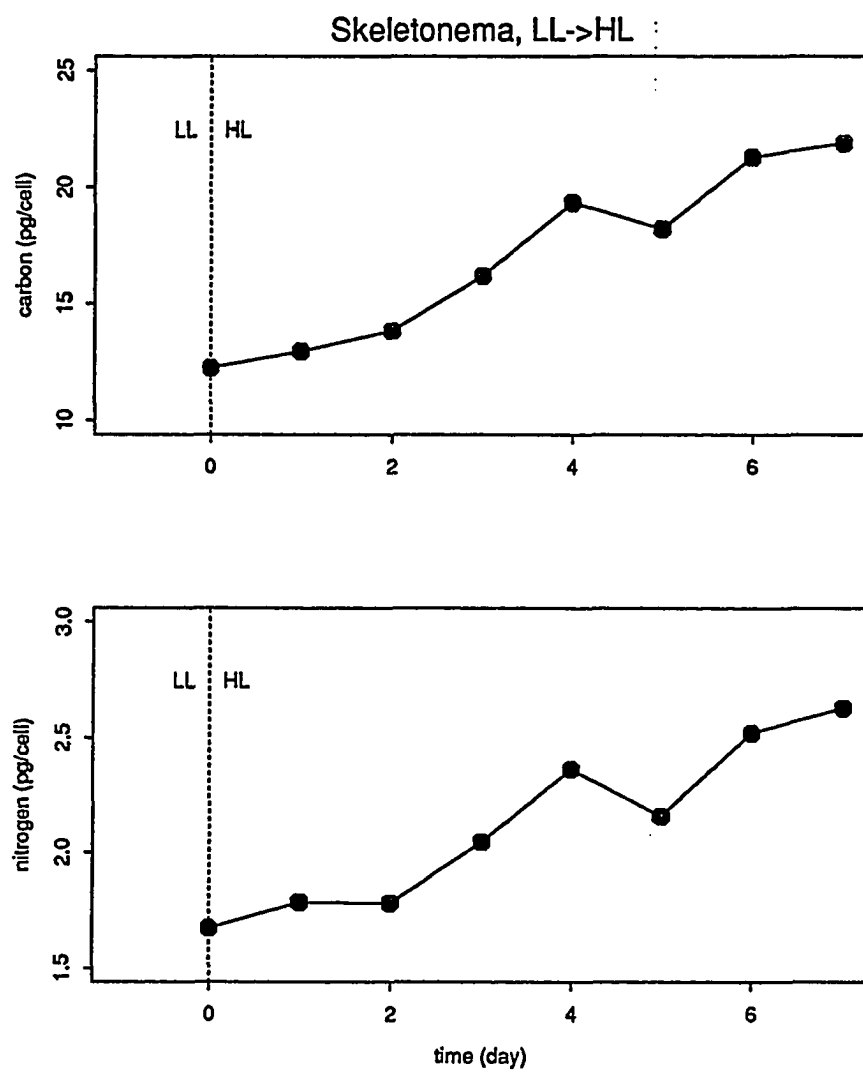 Skeletonema, LL->HL
25
20
15
10
carbon (pg/cell)
LL HL
0 2 4 6
3.0
2.5
2.0
1.5
nitrogen (pg/cell)
LL HL
0 2 4 6
time (day)